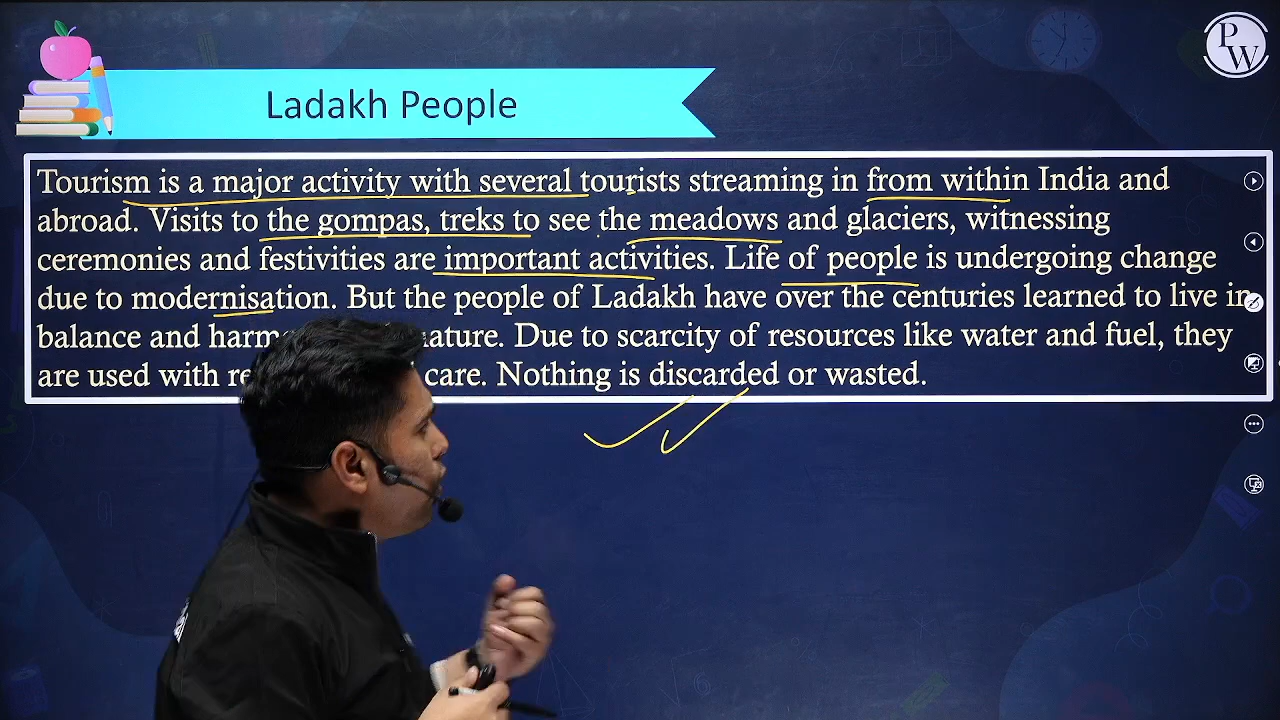 PW
Ladakh People
Tourism is a major activity with several tourists streaming in from within India and
abroad. Visits to the gompas, treks to see the meadows and glaciers, witnessing
ceremonies and festivities are important activities. Life of people is undergoing change
due to modernisation. But the people of Ladakh have over the centuries learned to live in
balance and nature. Due to scarcity of resources like water and fuel, they
are used with care. Nothing is discarded or wasted.